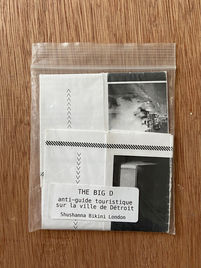 THE BIG D
anti-guide touristique
sur la ville de Détroit
Shushanna Bikini London